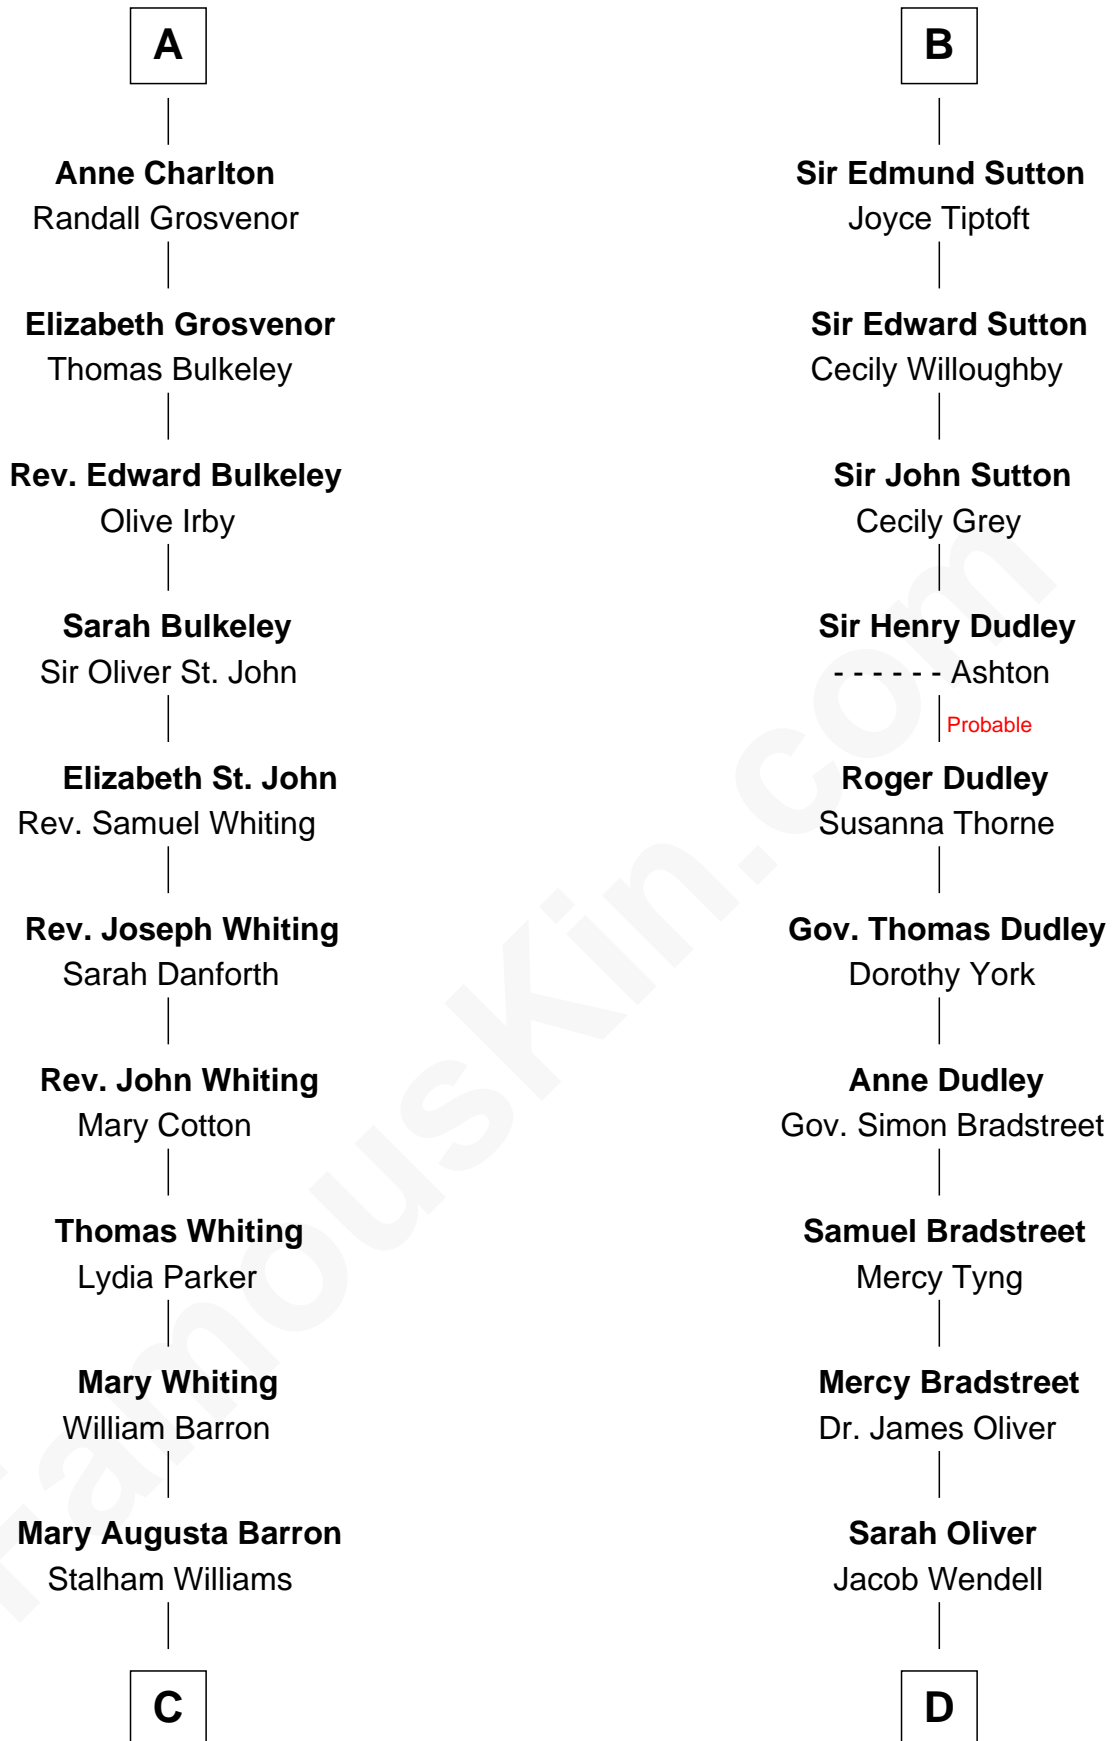 A
Anne Charlton
Randall Grosvenor
Elizabeth Grosvenor
Thomas Bulkeley
Rev. Edward Bulkeley
Olive Irby
Sarah Bulkeley
Sir Oliver St. John
Elizabeth St. John
Rev. Samuel Whiting
Rev. Joseph Whiting
Sarah Danforth
Rev. John Whiting
Mary Cotton
Thomas Whiting
Lydia Parker
Mary Whiting
William Barron
Mary Augusta Barron
Stalham Williams
C
B
Sir Edmund Sutton
Joyce Tiptoft
Sir Edward Sutton
Cecily Willoughby
Sir John Sutton
Cecily Grey
Sir Henry Dudley
- - - - - - Ashton
Probable
Roger Dudley
Susanna Thorne
Gov. Thomas Dudley
Dorothy York
Anne Dudley
Gov. Simon Bradstreet
Samuel Bradstreet
Mercy Tyng
Mercy Bradstreet
Dr. James Oliver
Sarah Oliver
Jacob Wendell
D
FamousKin.com